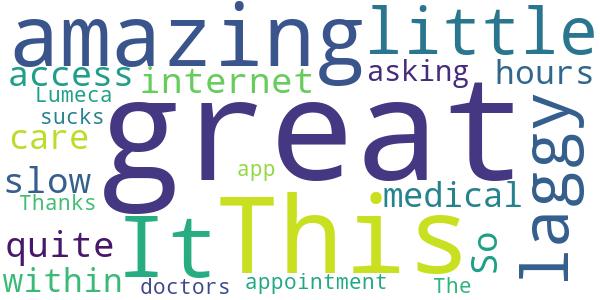 amazing little
access internet asking hours
Lumeca
sucks great
care
slow app laggy
Thanks This medical
It So
quite
within doctors appointment The